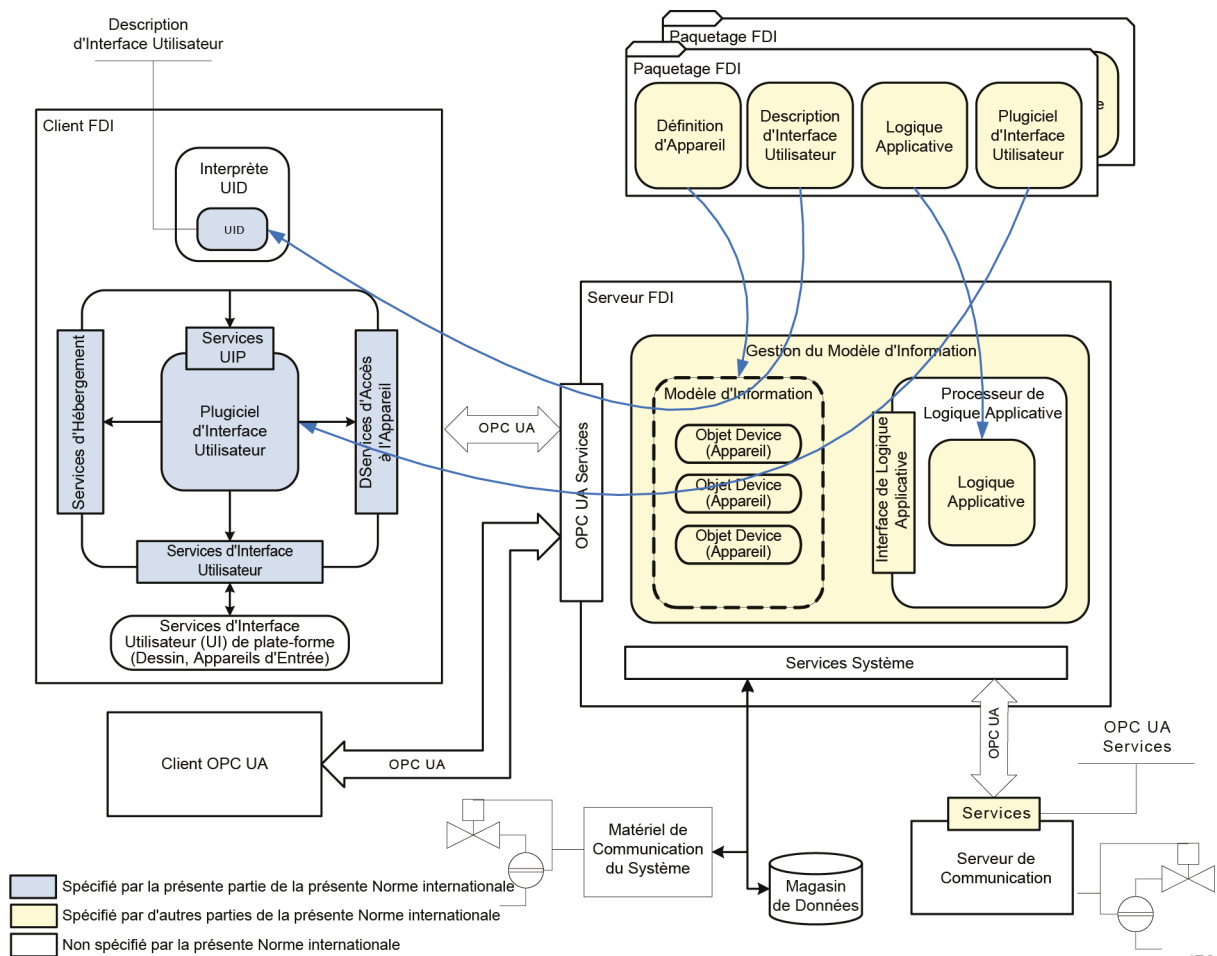 Description
d'Interface Utilisateur
Paquetage FDI
Paquetage FDI
Définition
d'Appareil
Description
d'Interface
Utilisateur
Logique
Applicative
Plugiciel
d'Interface
Utilisateur
e
Client FDI
Interprète
UID
UID
Services
UIP
Services d'Hébergement
Plugiciel
d'Interface
Utilisateur
DServices d'Accès
à l'Appareil
Services d'Interface
Utilisateur
Services d'Interface
Utilisateur (UI) de plate-forme
(Dessin, Appareils d'Entrée)
OPC UA
OPC UA Services
Serveur FDI
Gestion du Modèle d'Information
Modèle d'Information
Objet Device
(Appareil)
Objet Device
(Appareil)
Objet Device
(Appareil)
Processeur de
Logique Applicative
Interface de Logique
Applicative
Logique
Applicative
Services Système
Client OPC UA
OPC UA
OPC UA
OPC UA
Services
Services
Serveur de
Communication
Matériel de
Communication
du Système
Magasin
de Données
Spécifié par la présente partie de la présente Norme internationale
Spécifié par d'autres parties de la présente Norme internationale
Non spécifié par la présente Norme internationale